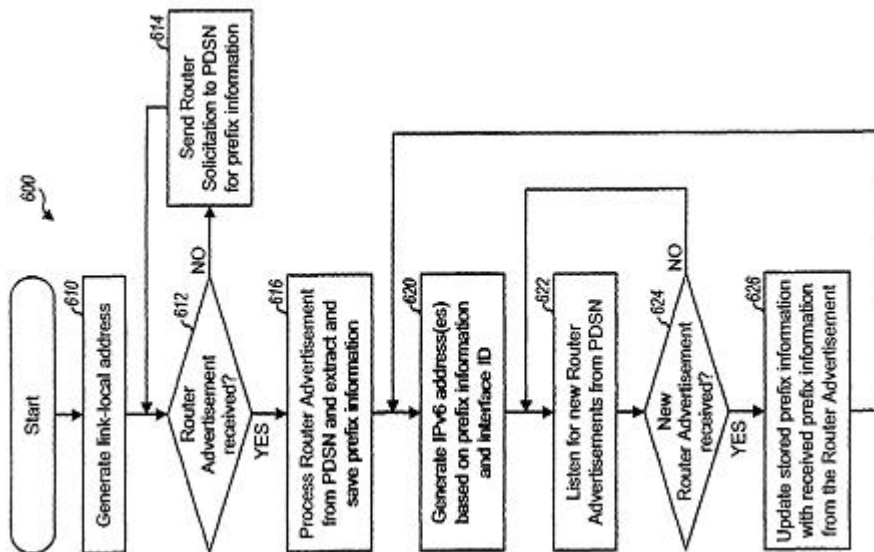 600
Start
610
Generate link-local address
612
Router
Advertisement
received?
NO
YES
614
Send Router
Solicitation to PDSN
for prefix information
616
Process Router Advertisement
from PDSN and extract and
save prefix information
620
Generate IPv6 address(es)
based on prefix information
and interface ID
622
Listen for new Router
Advertisements from PDSN
624
New
Router Advertisement
received?
NO
YES
626
Update stored prefix information
with received prefix information
from the Router Advertisement